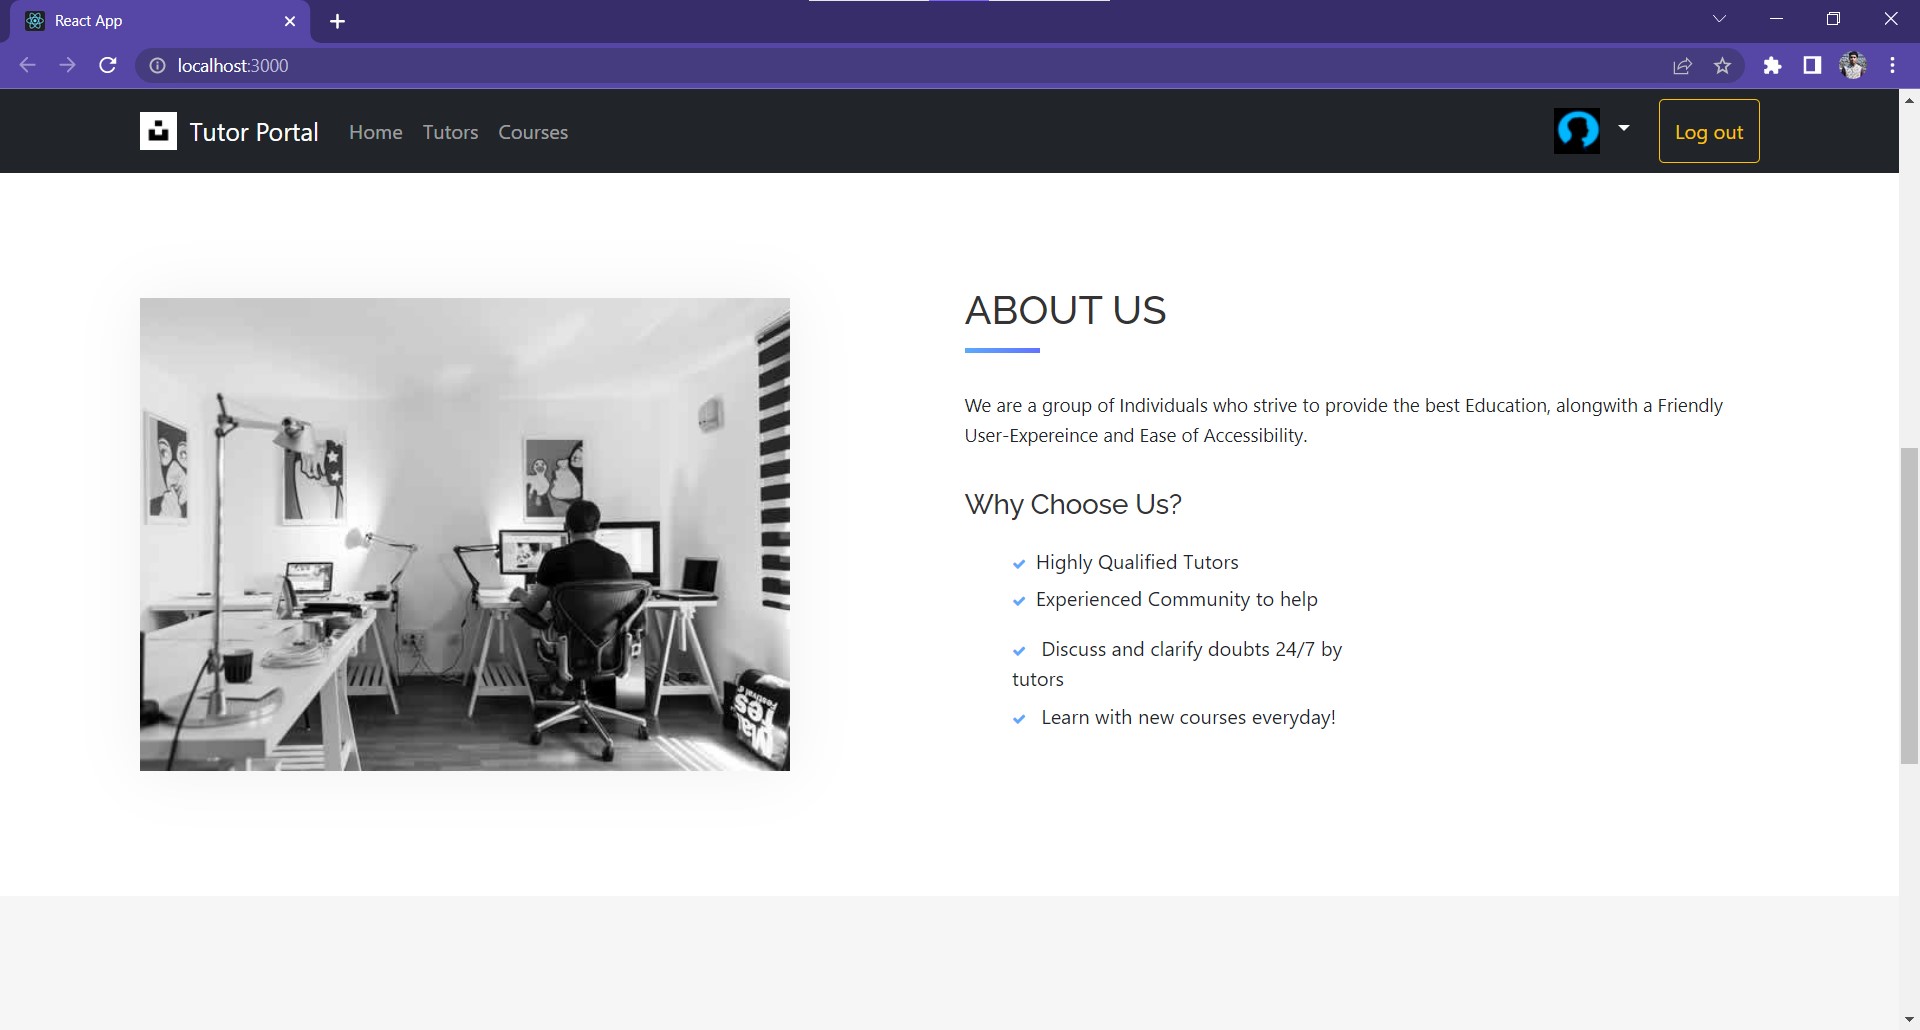 React App
localhost:3000
Tutor Portal Home Tutors Courses Log out
ABOUT US
We are a group of Individuals who strive to provide the best Education, alongwith a Friendly
User-Expereince and Ease of Accessibility.
Why Choose Us?
Highly Qualified Tutors
Experienced Community to help
Discuss and clarify doubts 24/7 by
tutors
Learn with new courses everyday!